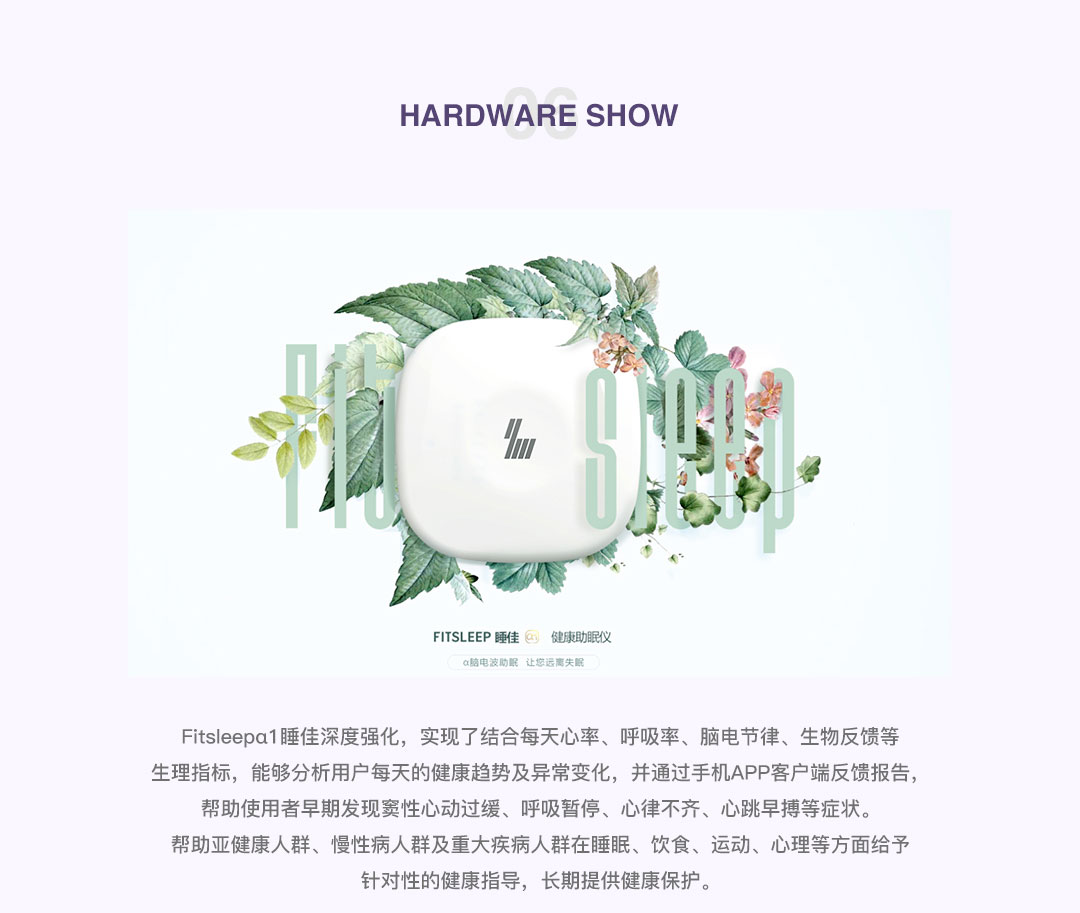 06
HARDWARE SHOW
Fit sleep
FITSLEEP 睡佳 α1 健康助眠仪
α脑电波助眠 让您远离失眠
Fitsleepα1睡佳深度强化，实现了结合每天心率、呼吸率、脑电节律、生物反馈等
生理指标，能够分析用户每天的健康趋势及异常变化，并通过手机APP客户端反馈报告，
帮助使用者早期发现窦性心动过缓、呼吸暂停、心律不齐、心跳早搏等症状。
帮助亚健康人群、慢性病人群及重大疾病人群在睡眠、饮食、运动、心理等方面给予
针对性的健康指导，长期提供健康保护。